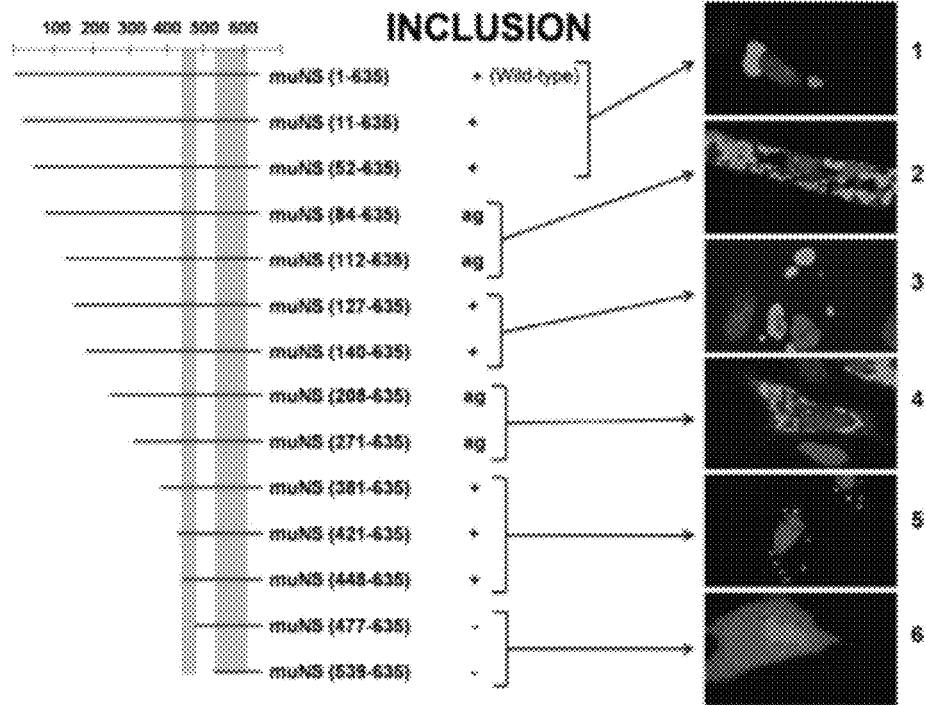 INCLUSION
100 200 300 400 500 600
muNS (1-635) + (Wild-type)
muNS (11-635) +
muNS (52-635) +
muNS (84-635) ag
muNS (112-635) ag
muNS (127-635) +
muNS (140-635) +
muNS (208-635) ag
muNS (271-635) ag
muNS (381-635) +
muNS (421-635) +
muNS (448-635) +
muNS (477-635) -
muNS (539-635) -
1
2
3
4
5
6